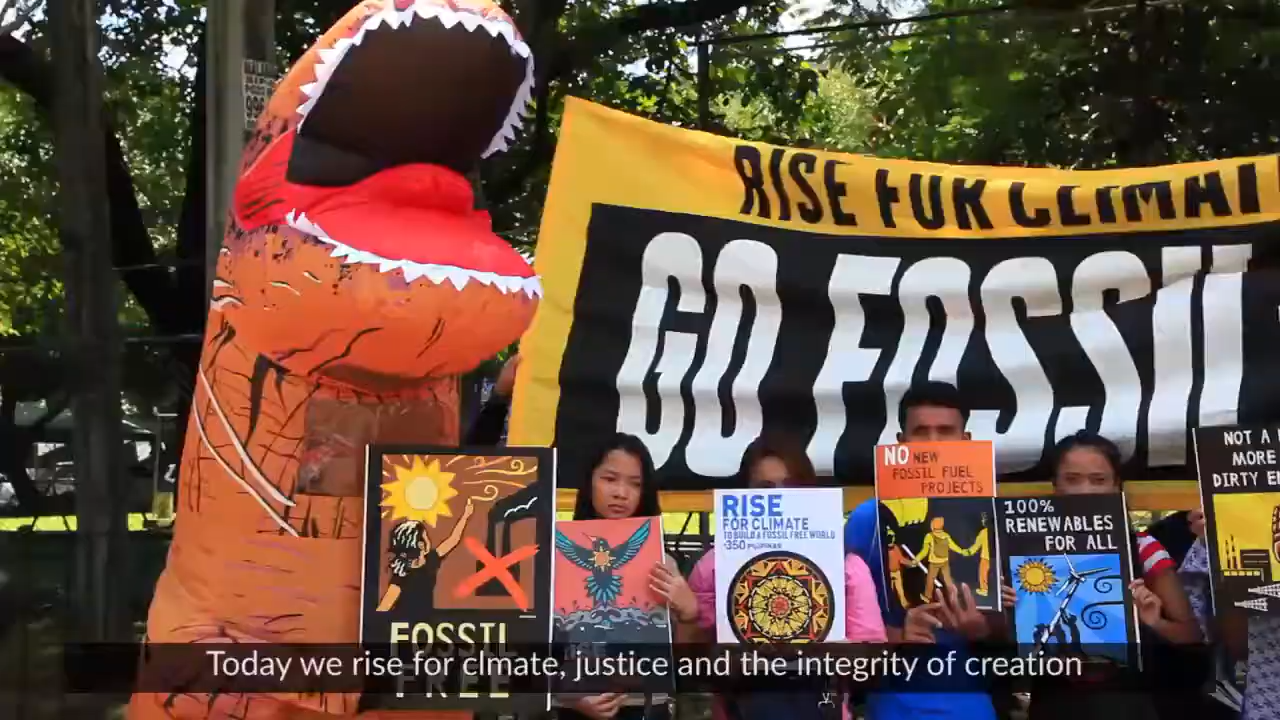 RISE FOR CLIMAT
GO FOSSIL
NO NEW
FOSSIL FUEL
PROJECTS
NOT A
MORE
DIRTY
100%
RENEWABLES
FOR ALL
RISE
FOR CLIMATE
TO BUILD A FOSSIL FREE WORLD
350 PILIPINAS
FOSSIL
FREE
Today we rise for clmate, justice and the integrity of creation